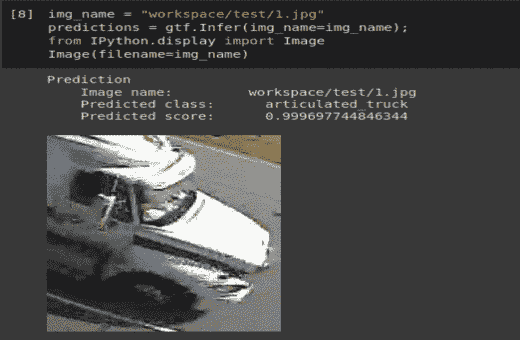 [8] img_name = "workspace/test/1.jpg"
predictions = gtf.Infer(img_name=img_name);
from IPython.display import Image
Image(filename=img_name)
Prediction
Image name: workspace/test/1.jpg
Predicted class: articulated_truck
Predicted score: 0.999697744846344